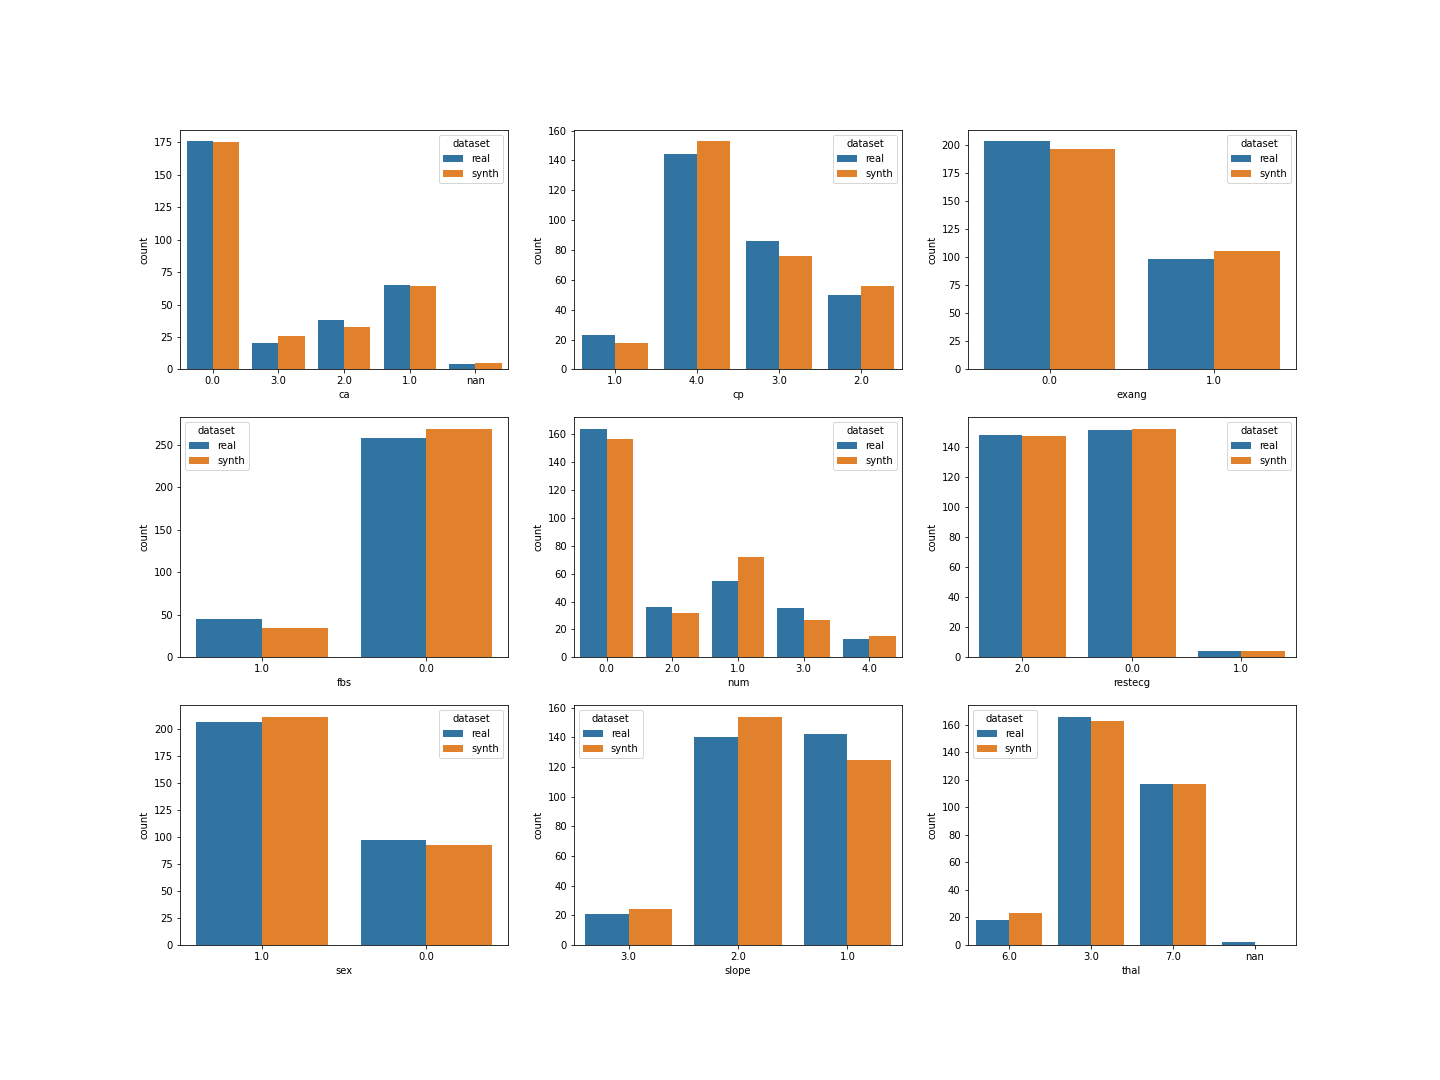 175
150
125
100
75
50
25
0
count
dataset
real
synth
0.0 3.0 2.0 1.0 nan
ca
160
140
120
100
80
60
40
20
0
count
dataset
real
synth
1.0 4.0 3.0 2.0
cp
200
175
150
125
100
75
50
25
0
count
dataset
real
synth
0.0 1.0
exang
250
200
150
100
50
0
count
dataset
real
synth
1.0 0.0
fbs
160
140
120
100
80
60
40
20
0
count
dataset
real
synth
0.0 2.0 1.0 3.0 4.0
num
140
120
100
80
60
40
20
0
count
dataset
real
synth
2.0 0.0 1.0
restecg
200
175
150
125
100
75
50
25
0
count
dataset
real
synth
1.0 0.0
sex
160
140
120
100
80
60
40
20
0
count
dataset
real
synth
3.0 2.0 1.0
slope
160
140
120
100
80
60
40
20
0
count
dataset
real
synth
6.0 3.0 7.0 nan
thal